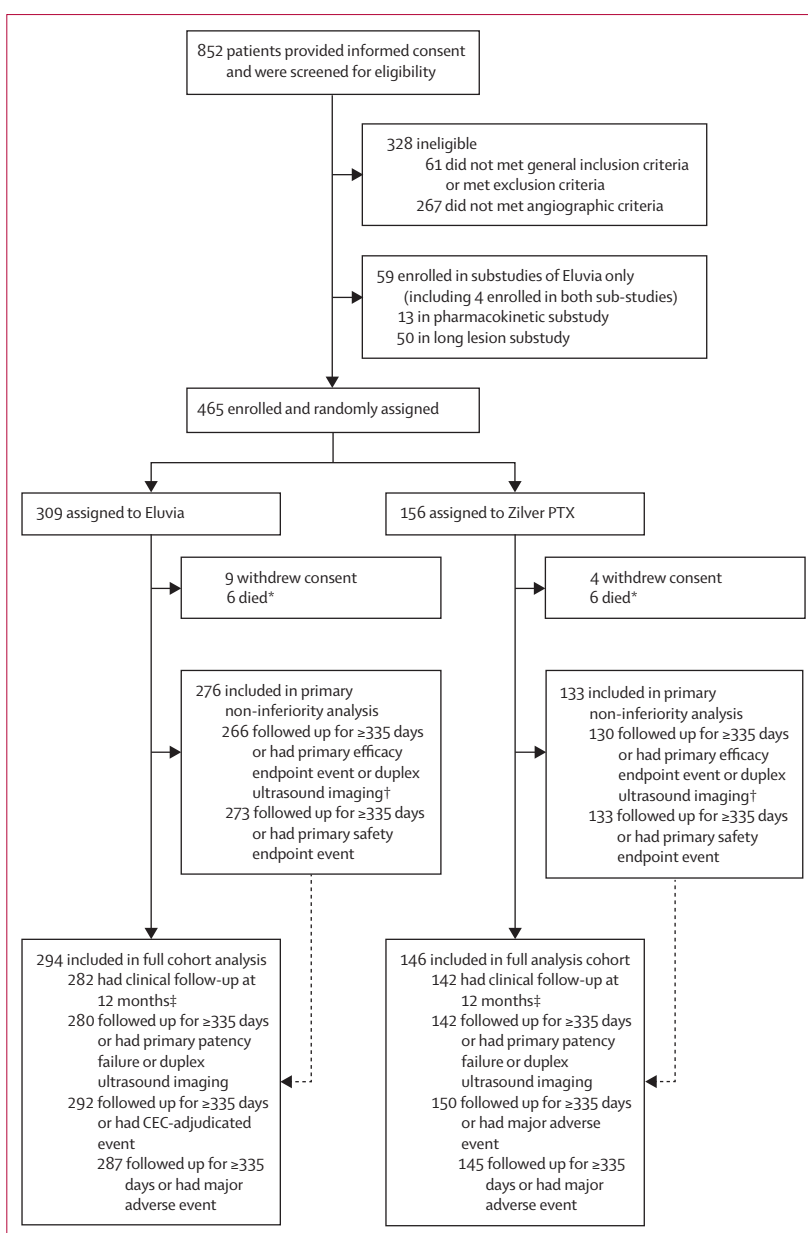 852 patients provided informed consent
and were screened for eligibility
328 ineligible
61 did not met general inclusion criteria
or met exclusion criteria
267 did not met angiographic criteria
59 enrolled in substudies of Eluvia only
(including 4 enrolled in both sub-studies)
13 in pharmacokinetic substudy
50 in long lesion substudy
465 enrolled and randomly assigned
309 assigned to Eluvia
156 assigned to Zilver PTX
9 withdrew consent
6 died*
4 withdrew consent
6 died*
276 included in primary
non-inferiority analysis
266 followed up for ≥335 days
or had primary efficacy
endpoint event or duplex
ultrasound imaging†
273 followed up for ≥335 days
or had primary safety
endpoint event
133 included in primary
non-inferiority analysis
130 followed up for ≥335 days
or had primary efficacy
endpoint event or duplex
ultrasound imaging†
133 followed up for ≥335 days
or had primary safety
endpoint event
294 included in full cohort analysis
282 had clinical follow-up at
12 months‡
280 followed up for ≥335 days
or had primary patency
failure or duplex
ultrasound imaging
292 followed up for ≥335 days
or had CEC-adjudicated
event
287 followed up for ≥335
days or had major
adverse event
146 included in full analysis cohort
142 had clinical follow-up at
12 months‡
142 followed up for ≥335 days
or had primary patency
failure or duplex
ultrasound imaging
150 followed up for ≥335 days
or had major adverse
event
145 followed up for ≥335
days or had major
adverse event